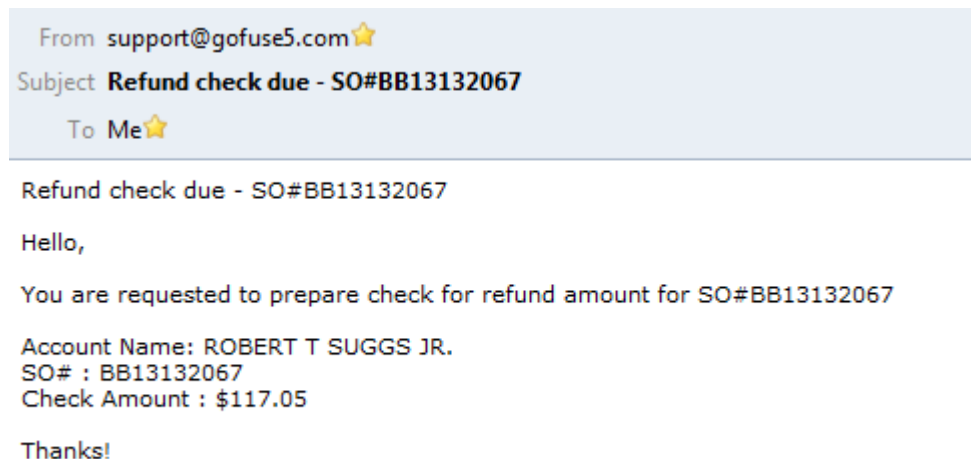 From support@gofuse5.com
Subject Refund check due - SO#BB13132067
To Me
Refund check due - SO#BB13132067
Hello,
You are requested to prepare check for refund amount for SO#BB13132067
Account Name: ROBERT T SUGGS JR.
SO# : BB13132067
Check Amount : $117.05
Thanks!